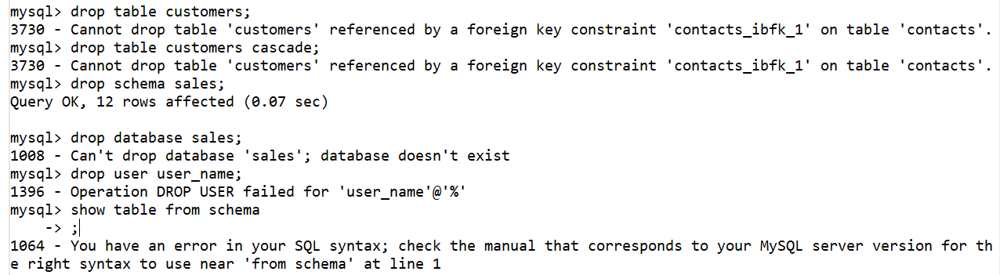 mysql> drop table customers;
3730 - Cannot drop table 'customers' referenced by a foreign key constraint 'contacts_ibfk_1' on table 'contacts'.
mysql> drop table customers cascade;
3730 - Cannot drop table 'customers' referenced by a foreign key constraint 'contacts_ibfk_1' on table 'contacts'.
mysql> drop schema sales;
Query OK, 12 rows affected (0.07 sec)
mysql> drop database sales;
1008 - Can't drop database 'sales'; database doesn't exist
mysql> drop user user_name;
1396 - Operation DROP USER failed for 'user_name'@'%'
mysql> show table from schema
    -> ;
1064 - You have an error in your SQL syntax; check the manual that corresponds to your MySQL server version for th
e right syntax to use near 'from schema' at line 1